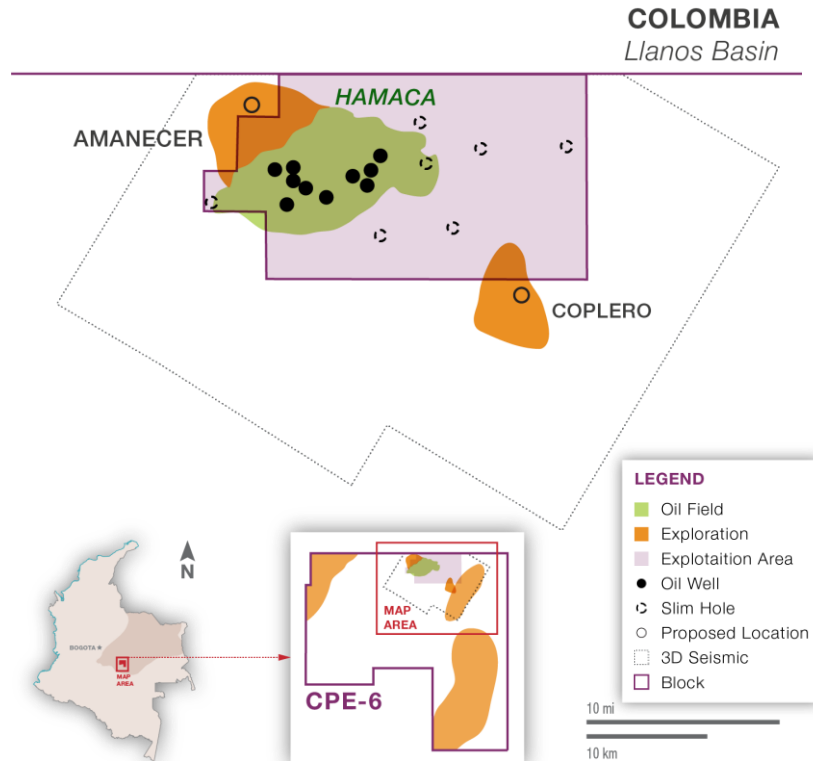 COLOMBIA
Llanos Basin
HAMACA
AMANECER
COPLERO
LEGEND
Oil Field
Exploration
Explotaition Area
Oil Well
Slim Hole
Proposed Location
3D Seismic
Block
N
BOGOTA
MAP
AREA
MAP
AREA
CPE-6
10 mi
10 km